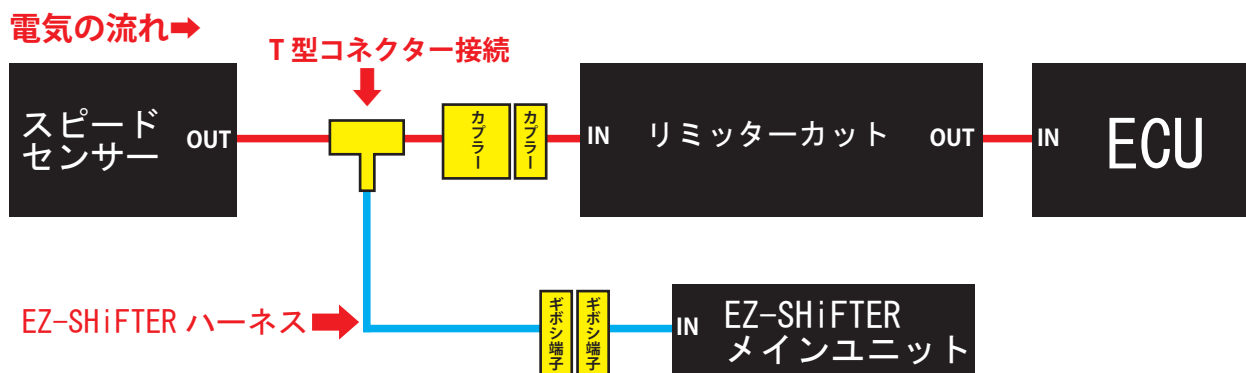 電気の流れ➡
T型コネクター接続
スピード
センサー
OUT
カプラー
カプラー
IN
リミッターカット
OUT
IN
ECU
EZ-SHiFTER ハーネス
ギボシ端子
ギボシ端子
IN
EZ-SHiFTER
メインユニット